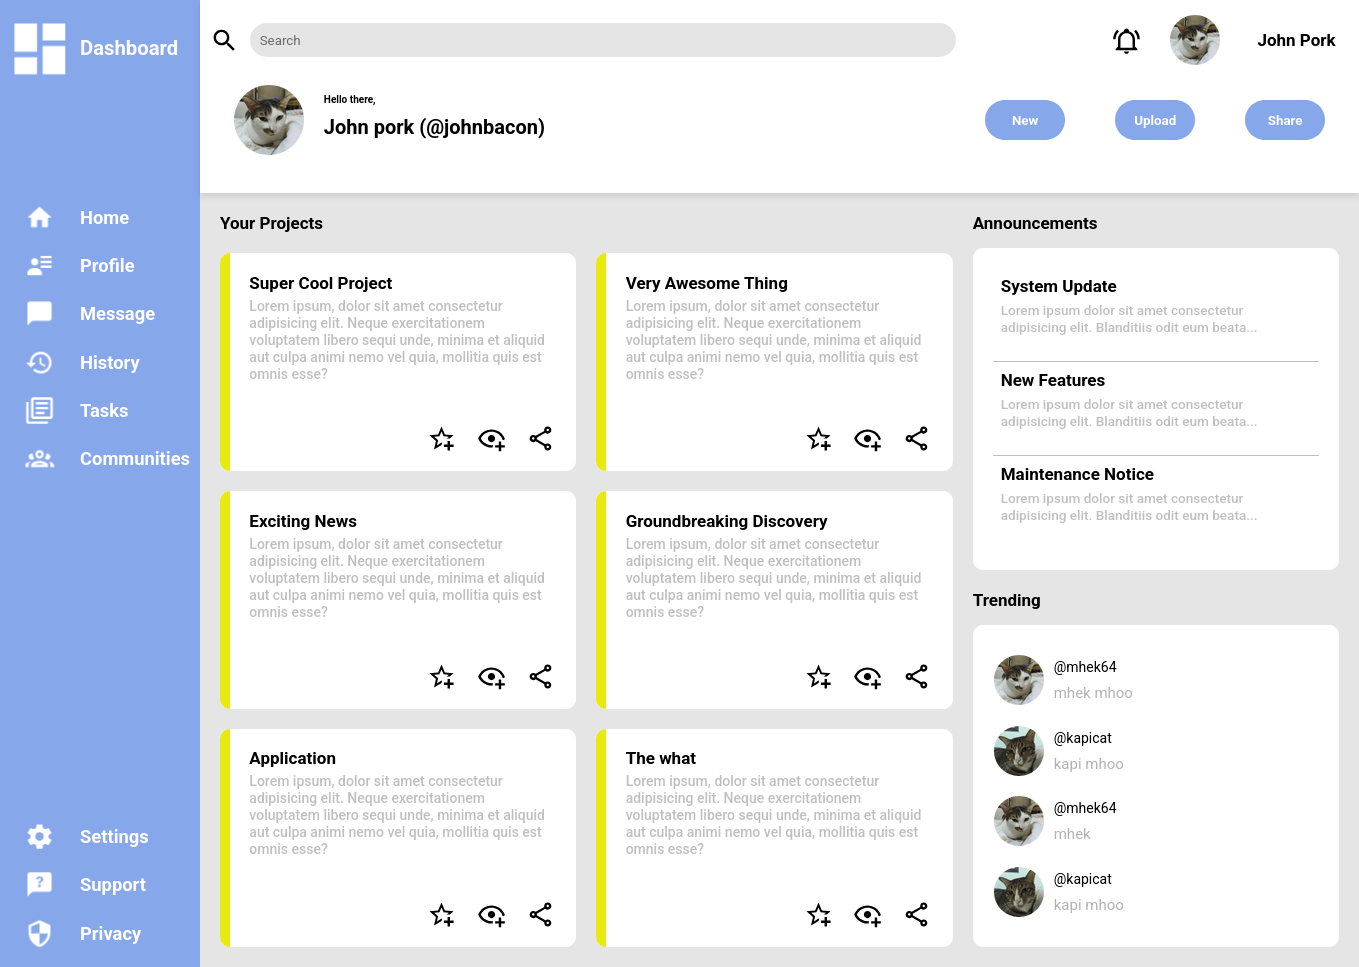 Dashboard
Home
Profile
Message
History
Tasks
Communities
Settings
Support
Privacy
Search
John Pork
Hello there,
John pork (@johnbacon)
New
Upload
Share
Your Projects
Super Cool Project
Lorem ipsum, dolor sit amet consectetur
adipisicing elit. Neque exercitationem
voluptatem libero sequi unde, minima et aliquid
aut culpa animi nemo vel quia, mollitia quis est
omnis esse?
Very Awesome Thing
Lorem ipsum, dolor sit amet consectetur
adipisicing elit. Neque exercitationem
voluptatem libero sequi unde, minima et aliquid
aut culpa animi nemo vel quia, mollitia quis est
omnis esse?
Exciting News
Lorem ipsum, dolor sit amet consectetur
adipisicing elit. Neque exercitationem
voluptatem libero sequi unde, minima et aliquid
aut culpa animi nemo vel quia, mollitia quis est
omnis esse?
Groundbreaking Discovery
Lorem ipsum, dolor sit amet consectetur
adipisicing elit. Neque exercitationem
voluptatem libero sequi unde, minima et aliquid
aut culpa animi nemo vel quia, mollitia quis est
omnis esse?
Application
Lorem ipsum, dolor sit amet consectetur
adipisicing elit. Neque exercitationem
voluptatem libero sequi unde, minima et aliquid
aut culpa animi nemo vel quia, mollitia quis est
omnis esse?
The what
Lorem ipsum, dolor sit amet consectetur
adipisicing elit. Neque exercitationem
voluptatem libero sequi unde, minima et aliquid
aut culpa animi nemo vel quia, mollitia quis est
omnis esse?
Announcements
System Update
Lorem ipsum dolor sit amet consectetur
adipisicing elit. Blanditiis odit eum beata...
New Features
Lorem ipsum dolor sit amet consectetur
adipisicing elit. Blanditiis odit eum beata...
Maintenance Notice
Lorem ipsum dolor sit amet consectetur
adipisicing elit. Blanditiis odit eum beata...
Trending
@mhek64
mhek mhoo
@kapicat
kapi mhoo
@mhek64
mhek
@kapicat
kapi mhoo